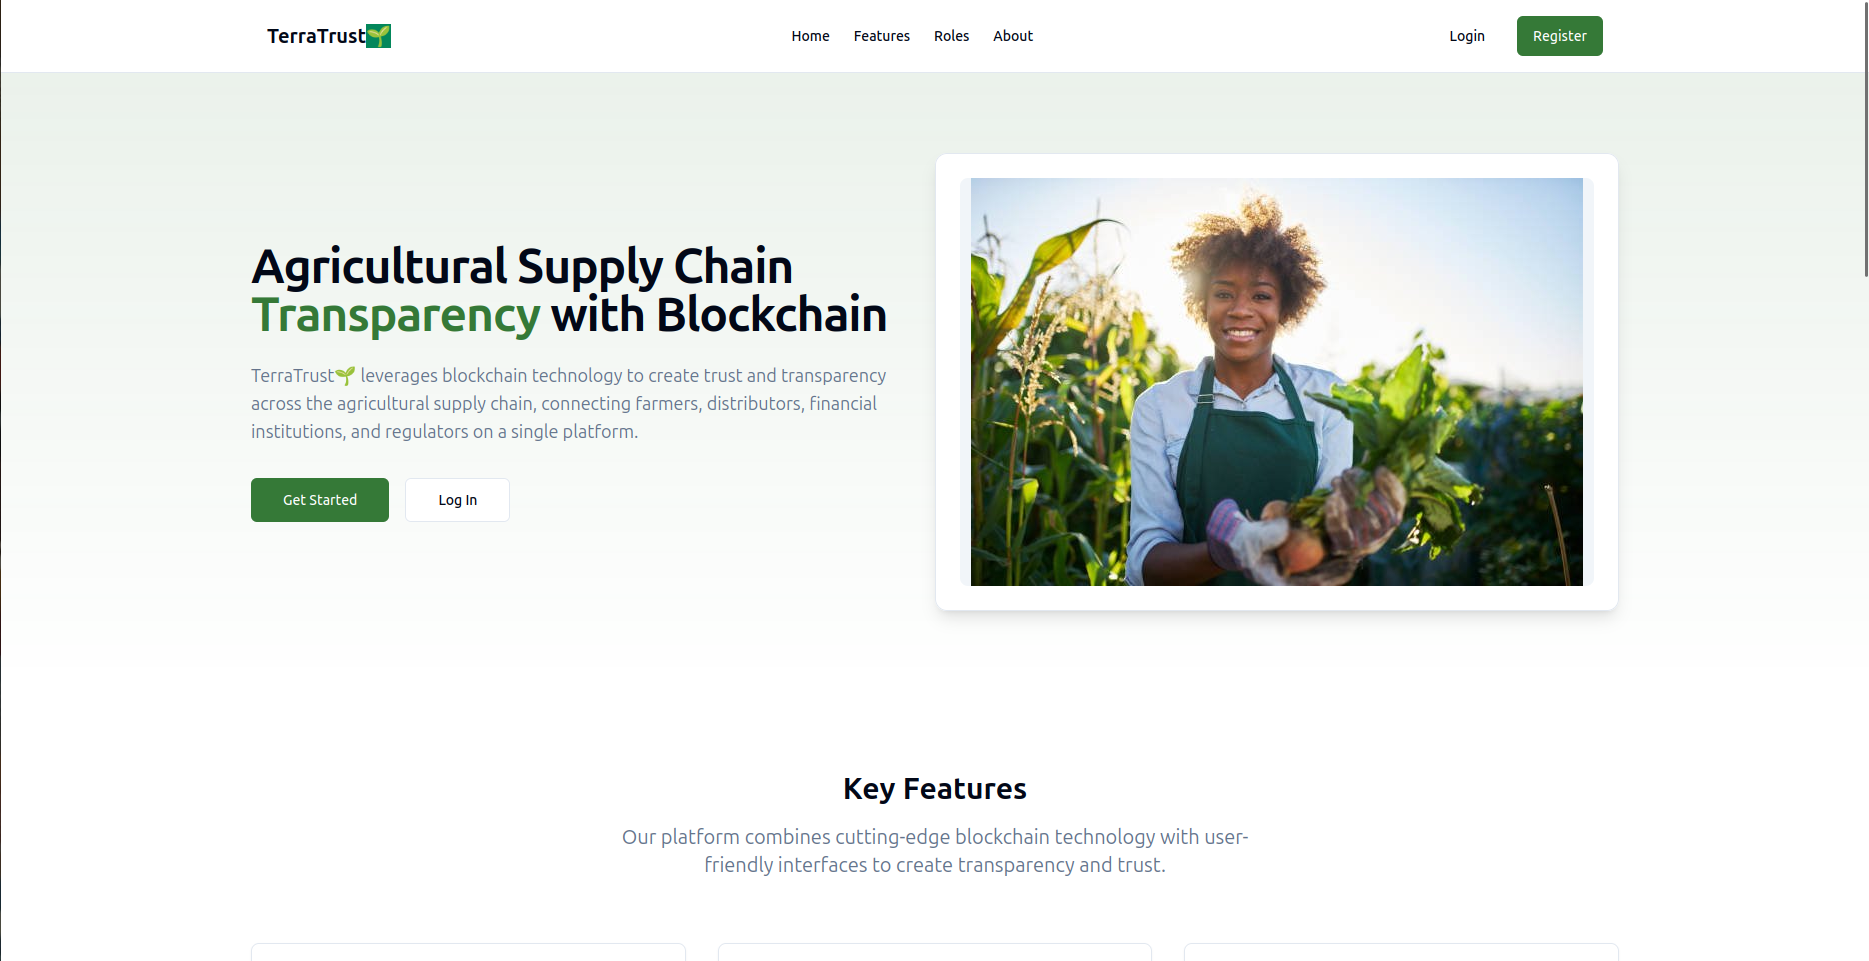 TerraTrust🌱
Home Features Roles About
Login Register
Agricultural Supply Chain
Transparency with Blockchain
TerraTrust🌱 leverages blockchain technology to create trust and transparency
across the agricultural supply chain, connecting farmers, distributors, financial
institutions, and regulators on a single platform.
Get Started Log In
Key Features
Our platform combines cutting-edge blockchain technology with user-
friendly interfaces to create transparency and trust.